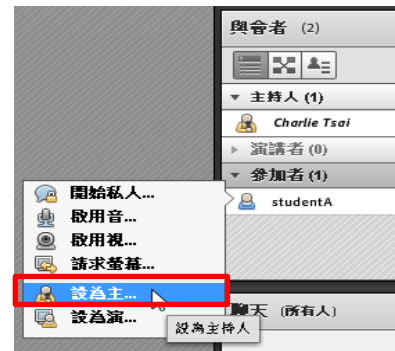 與會者 (2)
主持人 (1)
Charlie Tsai
演講者 (0)
參加者 (1)
studentA
開始私人...
啟用音...
啟用視...
請求螢幕...
設為主...
設為演...
設為主持人
聊天 (所有人)